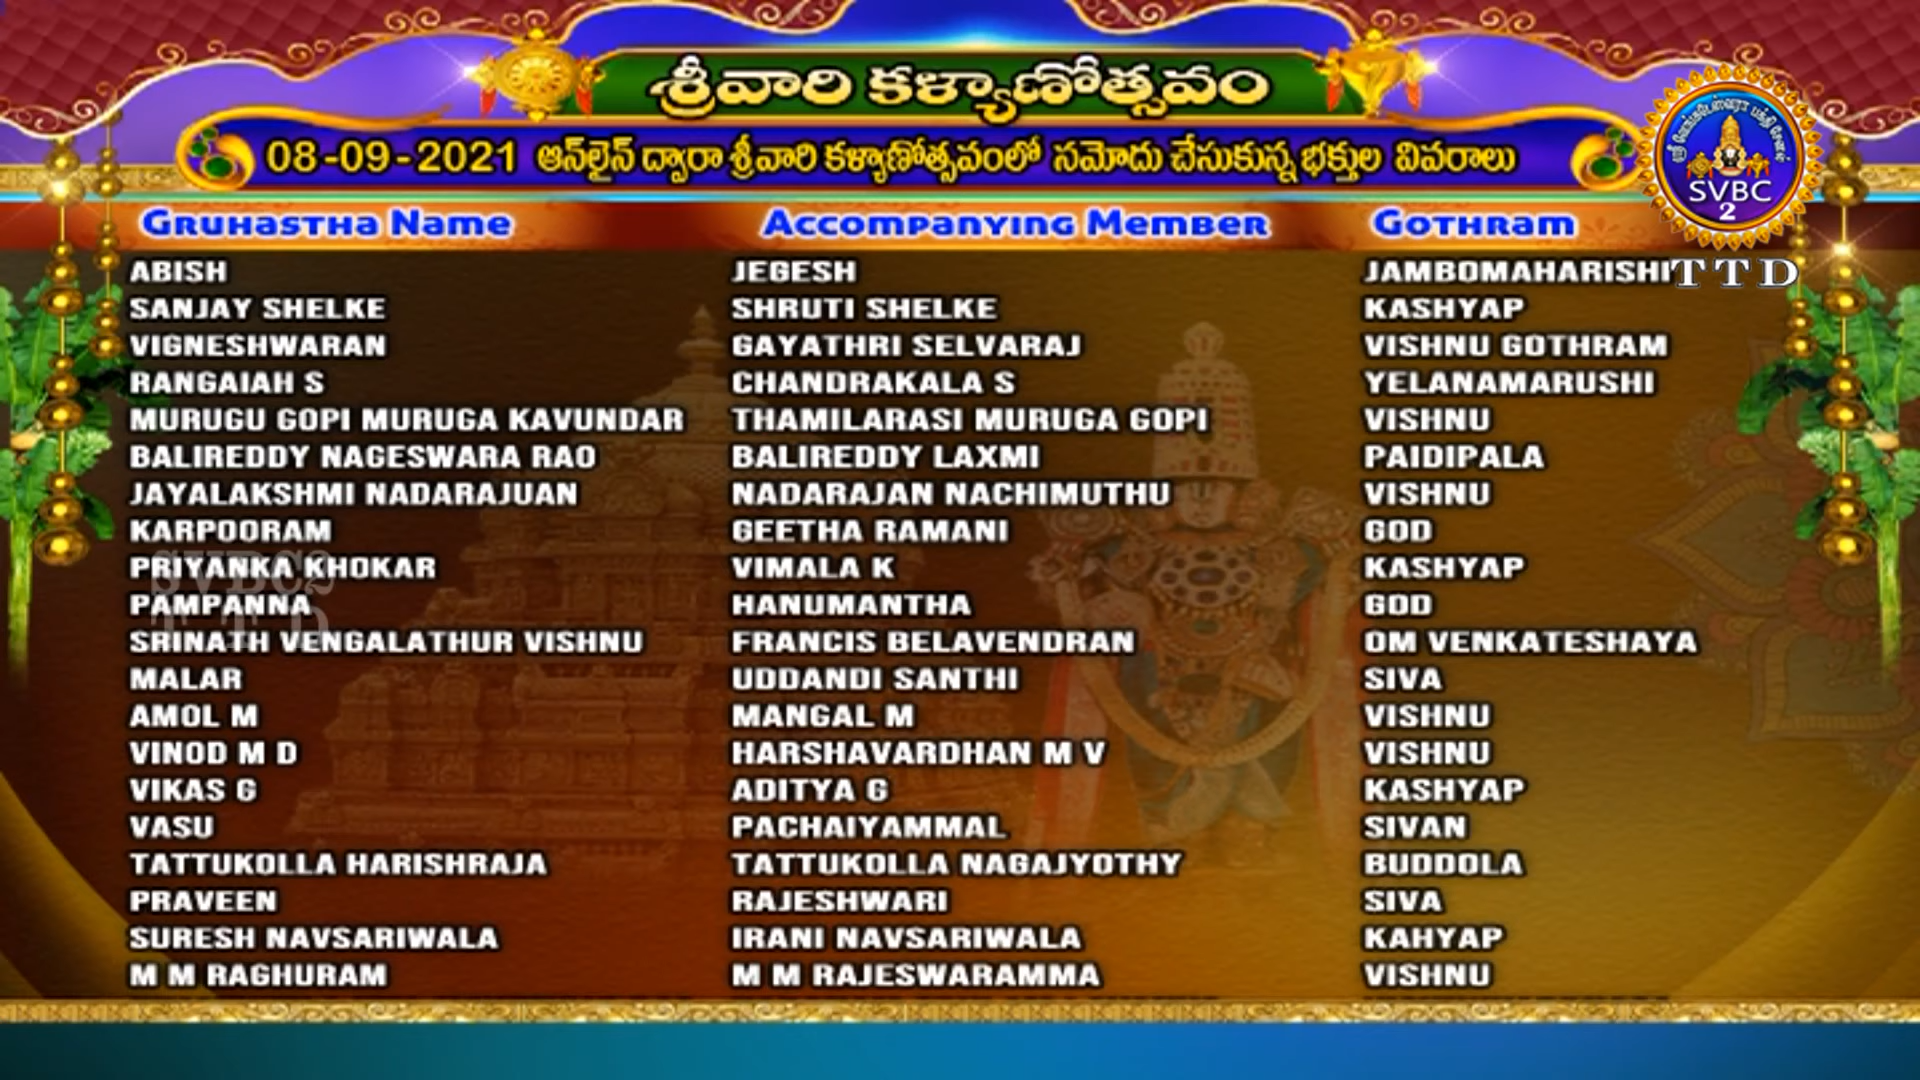 శ్రీవారి కళ్యాణోత్సవం
08-09-2021 ఆన్‌లైన్ ద్వారా శ్రీవారి కళ్యాణోత్సవంలో నమోదు చేసుకున్న భక్తుల వివరాలు
SVBC
2
TTD
Gruhastha Name Accompanying Member Gothram
ABISH JEGESH JAMBOMAHARISHI
SANJAY SHELKE SHRUTI SHELKE KASHYAP
VIGNESHWARAN GAYATHRI SELVARAJ VISHNU GOTHRAM
RANGAIAH S CHANDRAKALA S YELANAMARUSHI
MURUGU GOPI MURUGA KAVUNDAR THAMILARASI MURUGA GOPI VISHNU
BALIREDDY NAGESWARA RAO BALIREDDY LAXMI PAIDIPALA
JAYALAKSHMI NADARAJUAN NADARAJAN NACHIMUTHU VISHNU
KARPOORAM GEETHA RAMANI GOD
PRIYANKA KHOKAR VIMALA K KASHYAP
PAMPANNA HANUMANTHA GOD
SRINATH VENGALATHUR VISHNU FRANCIS BELAVENDRAN OM VENKATESHAYA
MALAR UDDANDI SANTHI SIVA
AMOL M MANGAL M VISHNU
VINOD M D HARSHAVARDHAN M V VISHNU
VIKAS G ADITYA G KASHYAP
VASU PACHAIYAMMAL SIVAN
TATTUKOLLA HARISHRAJA TATTUKOLLA NAGAJYOTHY BUDDOLA
PRAVEEN RAJESHWARI SIVA
SURESH NAVSARIWALA IRANI NAVSARIWALA KAHYAP
M M RAGHURAM M M RAJESWARAMMA VISHNU
SVBC2
TTD